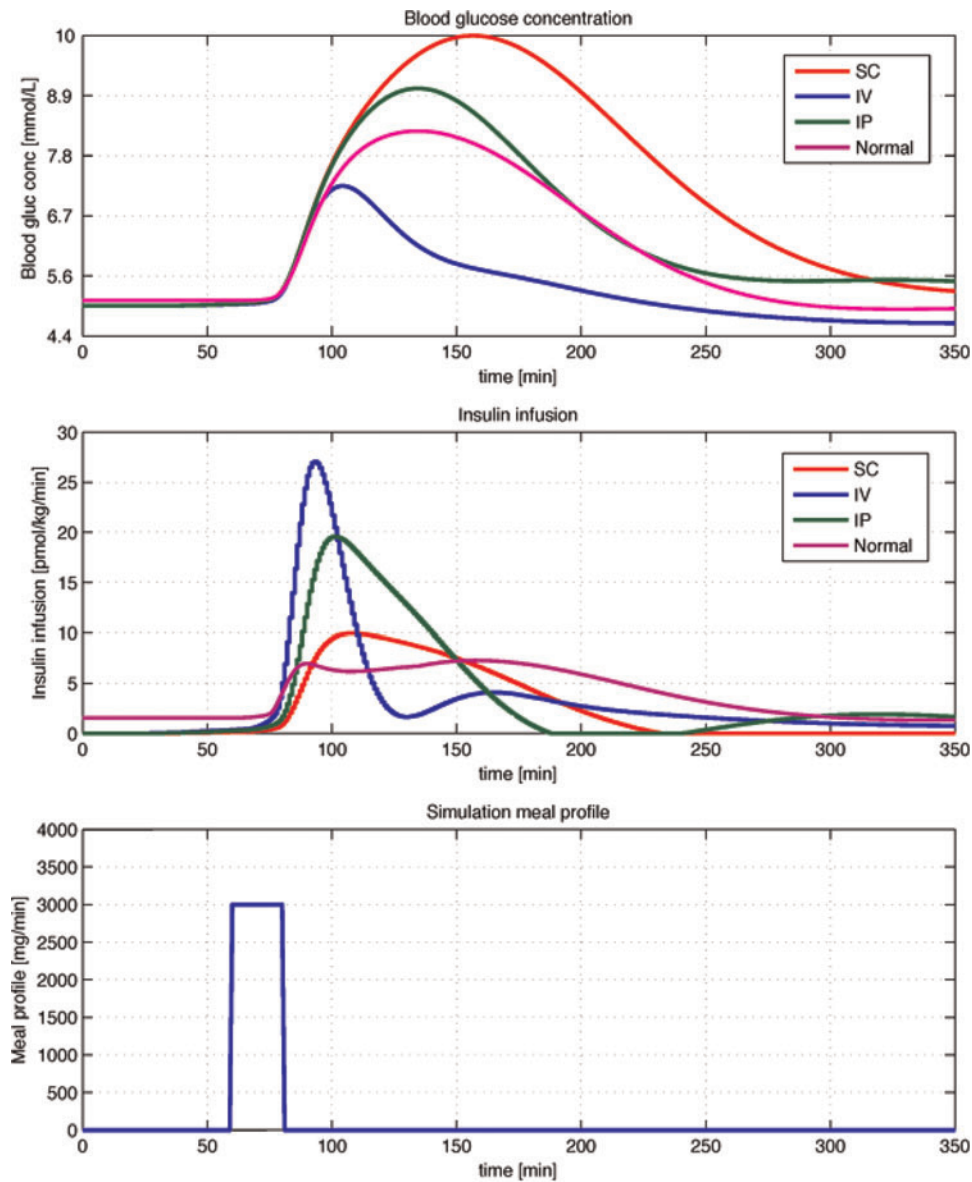 Blood glucose concentration
Blood gluc conc [mmol/L]
10
8.9
7.8
6.7
5.6
4.4
SC
IV
IP
Normal
0 50 100 150 200 250 300 350
time [min]
Insulin infusion
Insulin infusion [pmol/kg/min]
30
25
20
15
10
5
0
SC
IV
IP
Normal
0 50 100 150 200 250 300 350
time [min]
Simulation meal profile
Meal profile [mg/min]
4000
3500
3000
2500
2000
1500
1000
500
0
0 50 100 150 200 250 300 350
time [min]